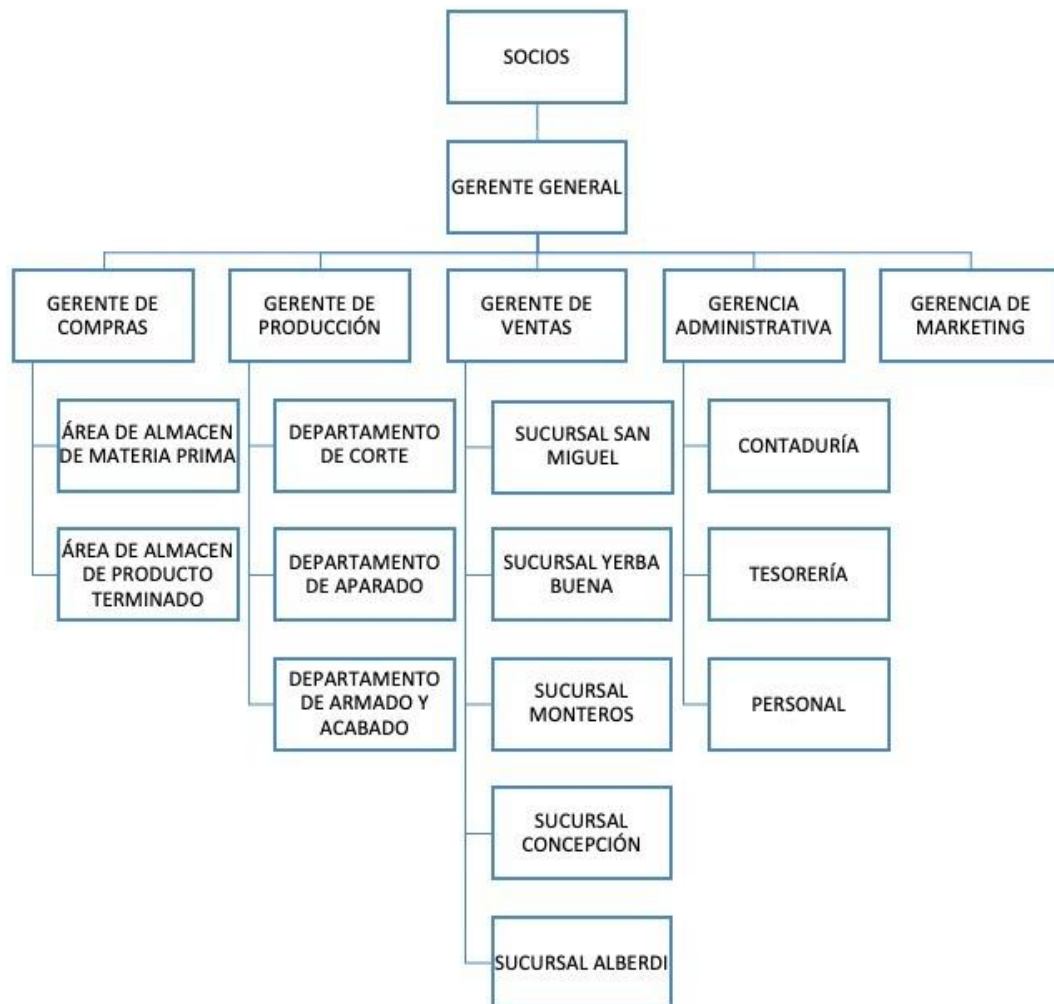 SOCIOS
GERENTE GENERAL
GERENTE DE
COMPRAS
GERENTE DE
PRODUCCIÓN
GERENTE DE
VENTAS
GERENCIA
ADMINISTRATIVA
GERENCIA DE
MARKETING
ÁREA DE ALMACEN
DE MATERIA PRIMA
ÁREA DE ALMACEN
DE PRODUCTO
TERMINADO
DEPARTAMENTO
DE CORTE
DEPARTAMENTO
DE APARADO
DEPARTAMENTO
DE ARMADO Y
ACABADO
SUCURSAL SAN
MIGUEL
SUCURSAL YERBA
BUENA
SUCURSAL
MONTEROS
SUCURSAL
CONCEPCIÓN
SUCURSAL ALBERDI
CONTADURÍA
TESORERÍA
PERSONAL